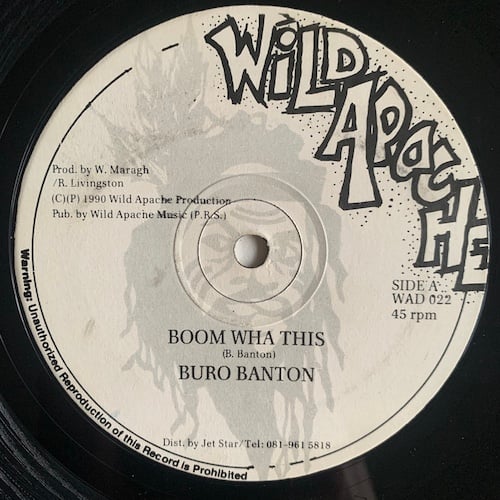 WILD APACHE
Prod. by W. Maragh
/R. Livingston
(C)(P) 1990 Wild Apache Production
Pub. by Wild Apache Music (P.R.S.)
SIDE A
WAD 022
45 rpm
BOOM WHA THIS
(B. Banton)
BURO BANTON
Dist. by Jet Star/Tel: 081-961 5818
Warning: Unauthorized Reproduction of this Record is Prohibited